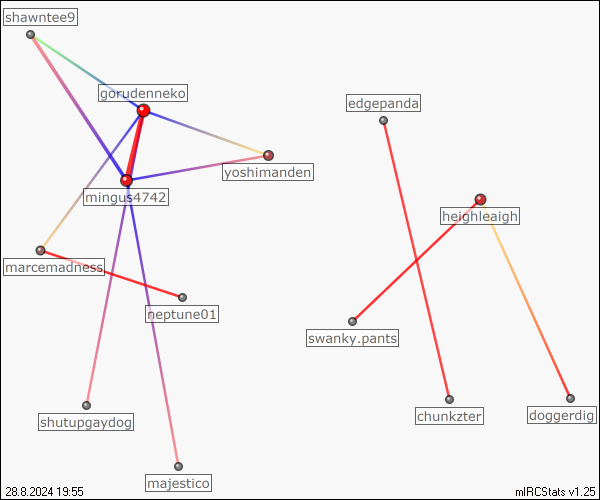 shawntee9
gorudenneko
edgepanda
yoshimanden
mingus4742
heighleaigh
marcemadness
neptune01
swanky.pants
shutupgaydog
chunkzter
doggerdig
majestico
28.8.2024 19:55
mIRCStats v1.25